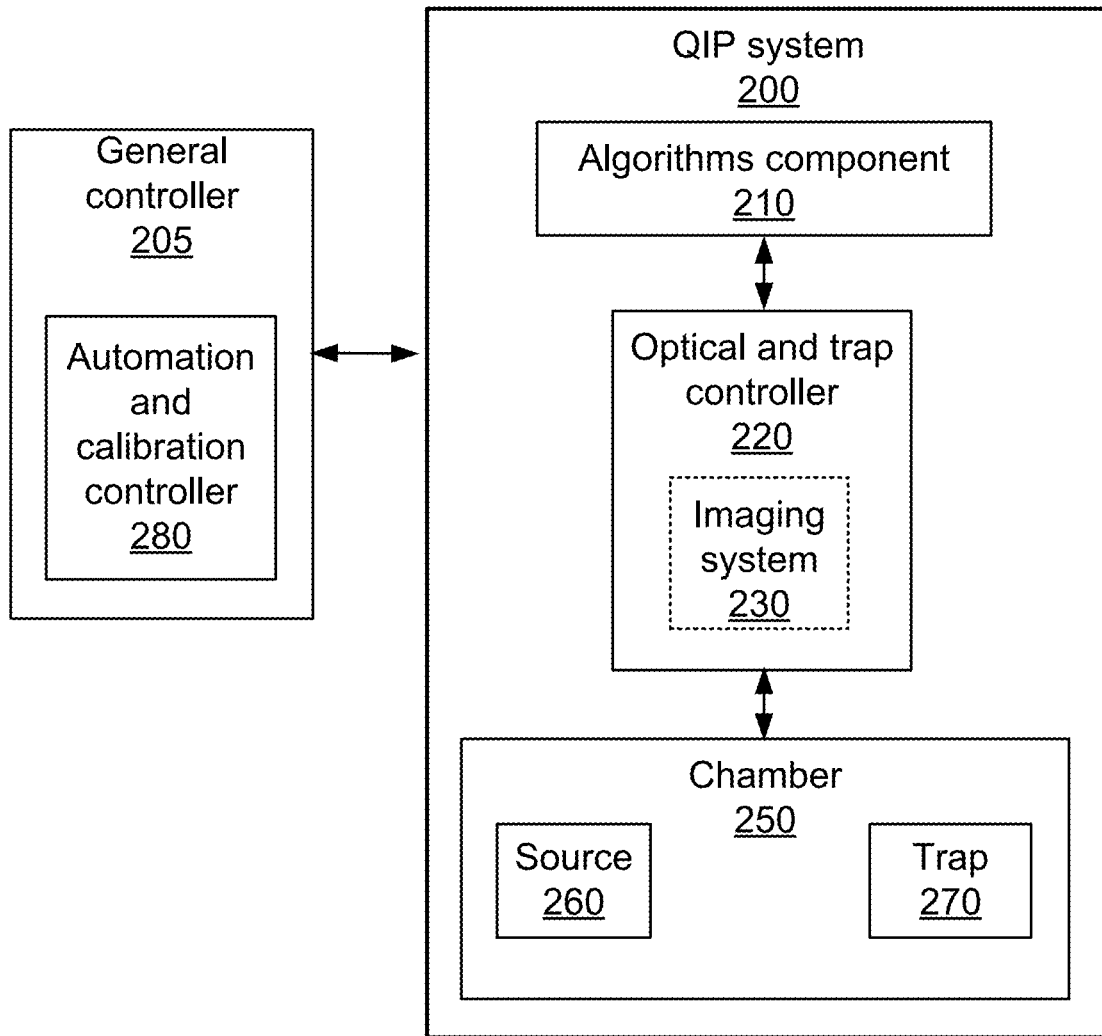 General
controller
205
Automation
and
calibration
controller
280
QIP system
200
Algorithms component
210
Optical and trap
controller
220
Imaging
system
230
Chamber
250
Source
260
Trap
270